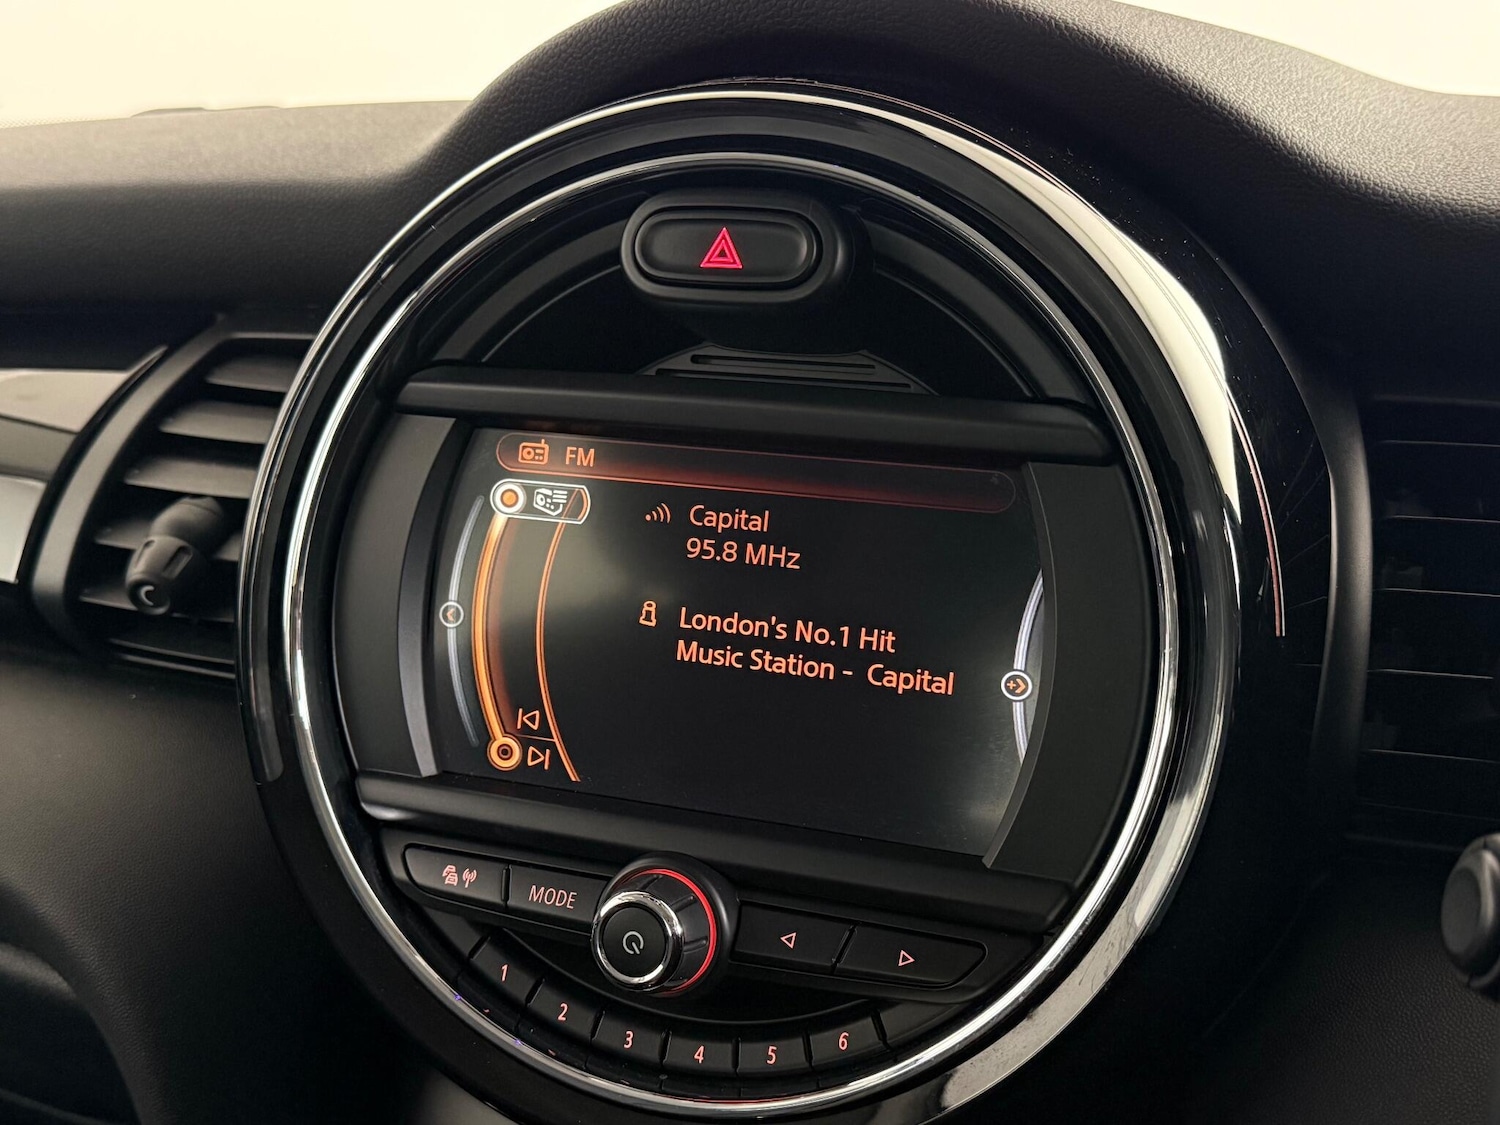 FM
Capital
95.8 MHz
London's No.1 Hit
Music Station - Capital
MODE
1
2
3
4
5
6